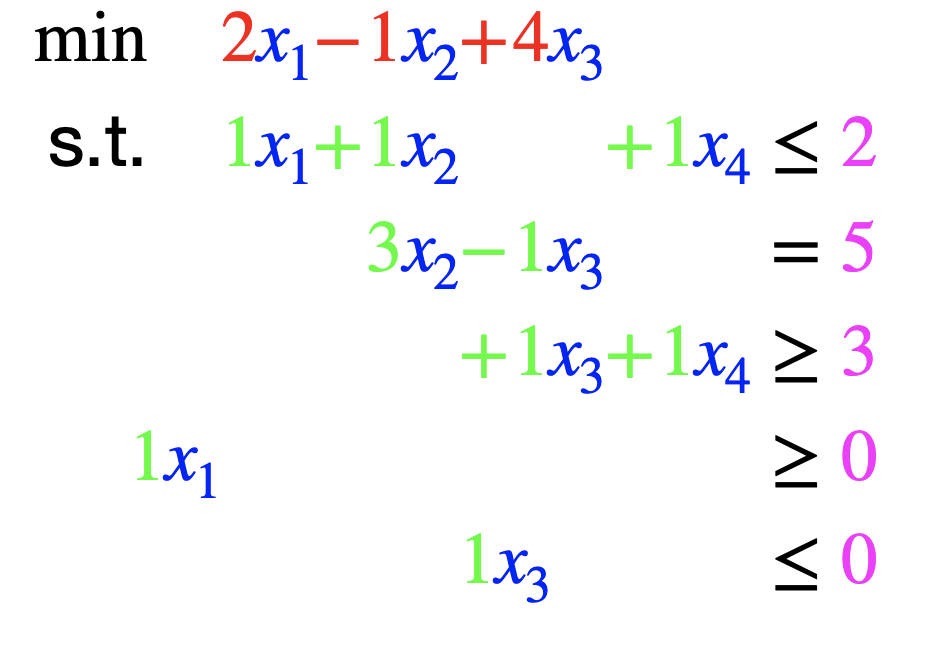 min 2x₁−1x₂+4x₃
s.t. 1x₁+1x₂ +1x₄ ≤ 2
3x₂−1x₃ = 5
+1x₃+1x₄ ≥ 3
1x₁ ≥ 0
1x₃ ≤ 0